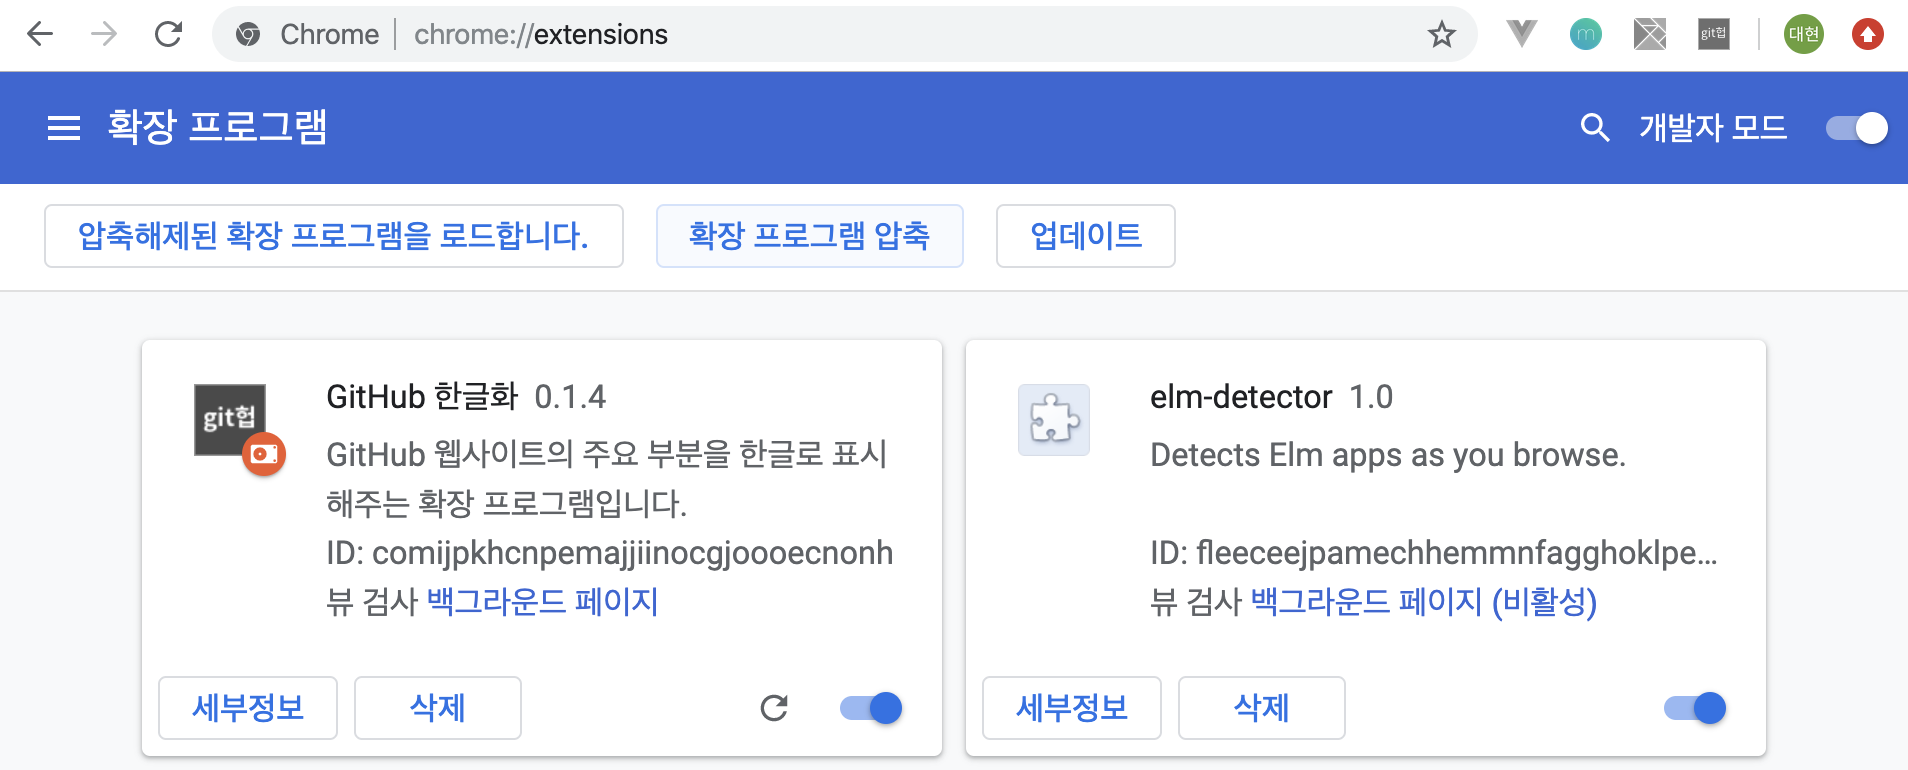 Chrome chrome://extensions
m
git헙
대현
확장 프로그램
개발자 모드
압축해제된 확장 프로그램을 로드합니다.
확장 프로그램 압축
업데이트
git헙
GitHub 한글화 0.1.4
GitHub 웹사이트의 주요 부분을 한글로 표시
해주는 확장 프로그램입니다.
ID: comijpkhcnpemajjiinocgjoooecnonh
뷰 검사 백그라운드 페이지
세부정보
삭제
elm-detector 1.0
Detects Elm apps as you browse.
ID: fleeceejpamechhemmnfagghoklpe...
뷰 검사 백그라운드 페이지 (비활성)
세부정보
삭제